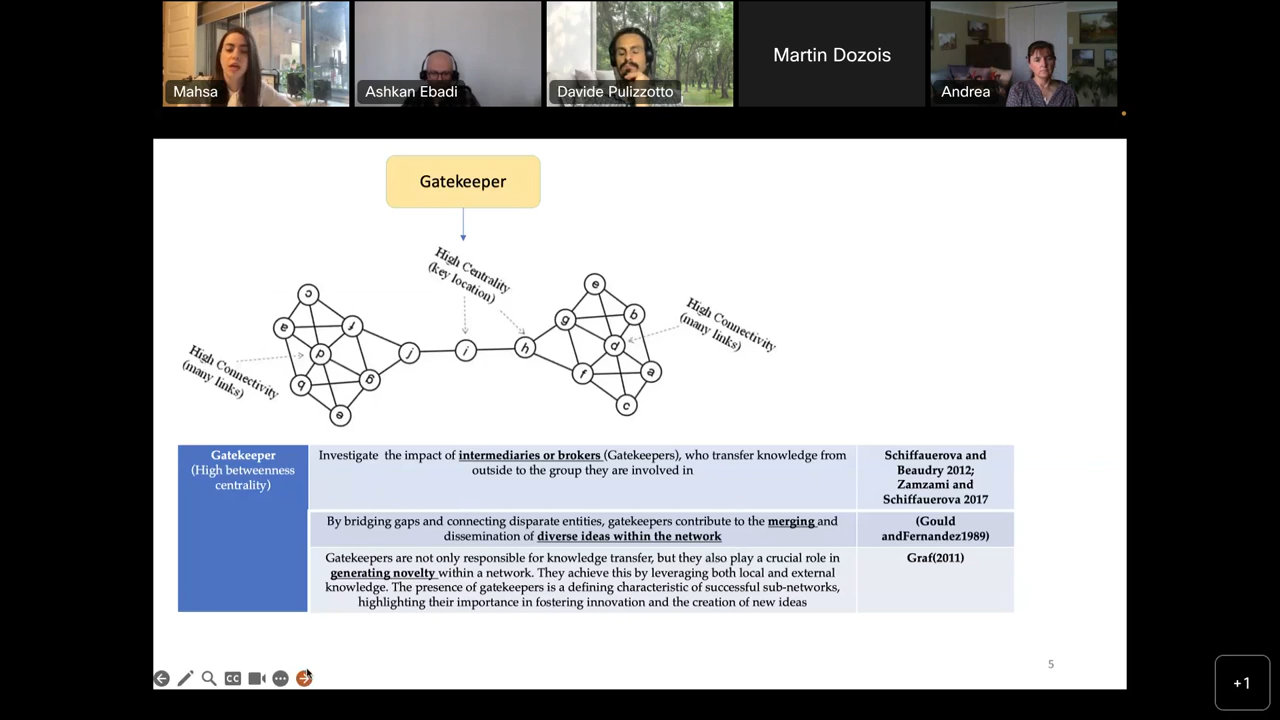 Mahsa
Ashkan Ebadi
Davide Pulizzotto
Martin Dozois
Andrea
Gatekeeper
High Centrality
(key location)
High Connectivity
(many links)
High Connectivity
(many links)
c
a
f
d
b
g
e
j
i
h
e
g
b
d
f
a
c
Gatekeeper
(High betweenness
centrality)
Investigate the impact of intermediaries or brokers (Gatekeepers), who transfer knowledge from
outside to the group they are involved in
Schiffauerova and
Beaudry 2012;
Zamzami and
Schiffauerova 2017
By bridging gaps and connecting disparate entities, gatekeepers contribute to the merging and
dissemination of diverse ideas within the network
(Gould
andFernandez1989)
Gatekeepers are not only responsible for knowledge transfer, but they also play a crucial role in
generating novelty within a network. They achieve this by leveraging both local and external
knowledge. The presence of gatekeepers is a defining characteristic of successful sub-networks,
highlighting their importance in fostering innovation and the creation of new ideas
Graf(2011)
5
CC
+1